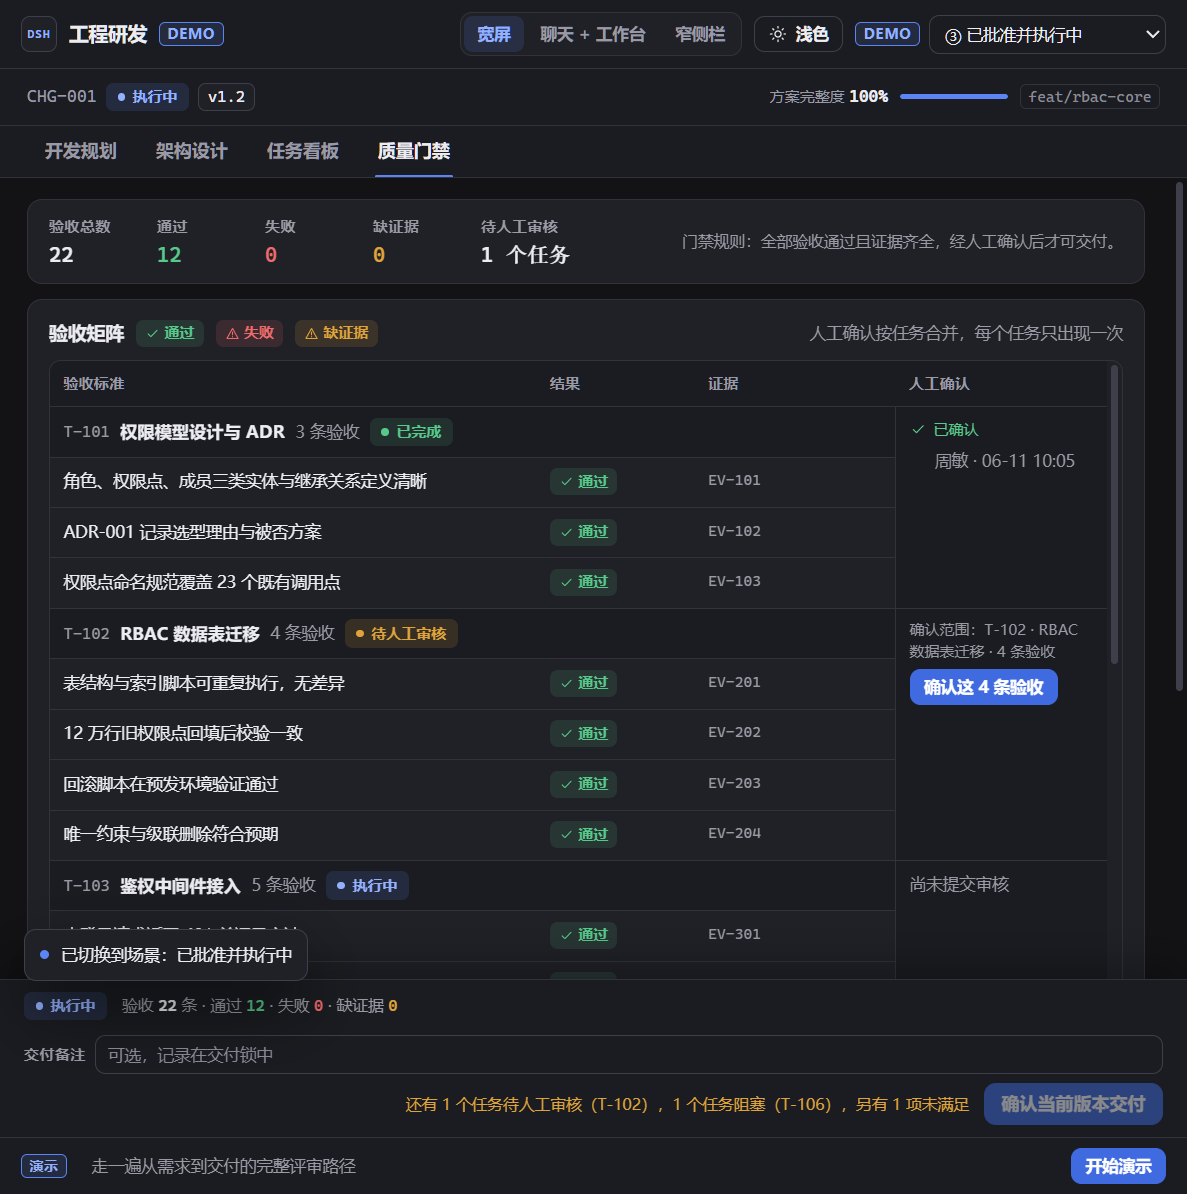 DSH 工程研发 DEMO 宽屏 聊天 + 工作台 窄侧栏 浅色 DEMO ③ 已批准并执行中
CHG-001 执行中 v1.2 方案完整度 100% feat/rbac-core
开发规划 架构设计 任务看板 质量门禁
验收总数 通过 失败 缺证据 待人工审核
22 12 0 0 1 个任务
门禁规则：全部验收通过且证据齐全，经人工确认后才可交付。
验收矩阵 通过 失败 缺证据 人工确认按任务合并，每个任务只出现一次
验收标准 结果 证据 人工确认
T-101 权限模型设计与 ADR 3 条验收 已完成 已确认
周敏 · 06-11 10:05
角色、权限点、成员三类实体与继承关系定义清晰 通过 EV-101
ADR-001 记录选型理由与被否方案 通过 EV-102
权限点命名规范覆盖 23 个既有调用点 通过 EV-103
T-102 RBAC 数据表迁移 4 条验收 待人工审核 确认范围：T-102 · RBAC
数据表迁移 · 4 条验收
表结构与索引脚本可重复执行，无差异 通过 EV-201 确认这 4 条验收
12 万行旧权限点回填后校验一致 通过 EV-202
回滚脚本在预发环境验证通过 通过 EV-203
唯一约束与级联删除符合预期 通过 EV-204
T-103 鉴权中间件接入 5 条验收 执行中 尚未提交审核
通过 EV-301
已切换到场景：已批准并执行中
执行中 验收 22 条 · 通过 12 · 失败 0 · 缺证据 0
交付备注 可选，记录在交付锁中
还有 1 个任务待人工审核（T-102），1 个任务阻塞（T-106），另有 1 项未满足 确认当前版本交付
演示 走一遍从需求到交付的完整评审路径 开始演示